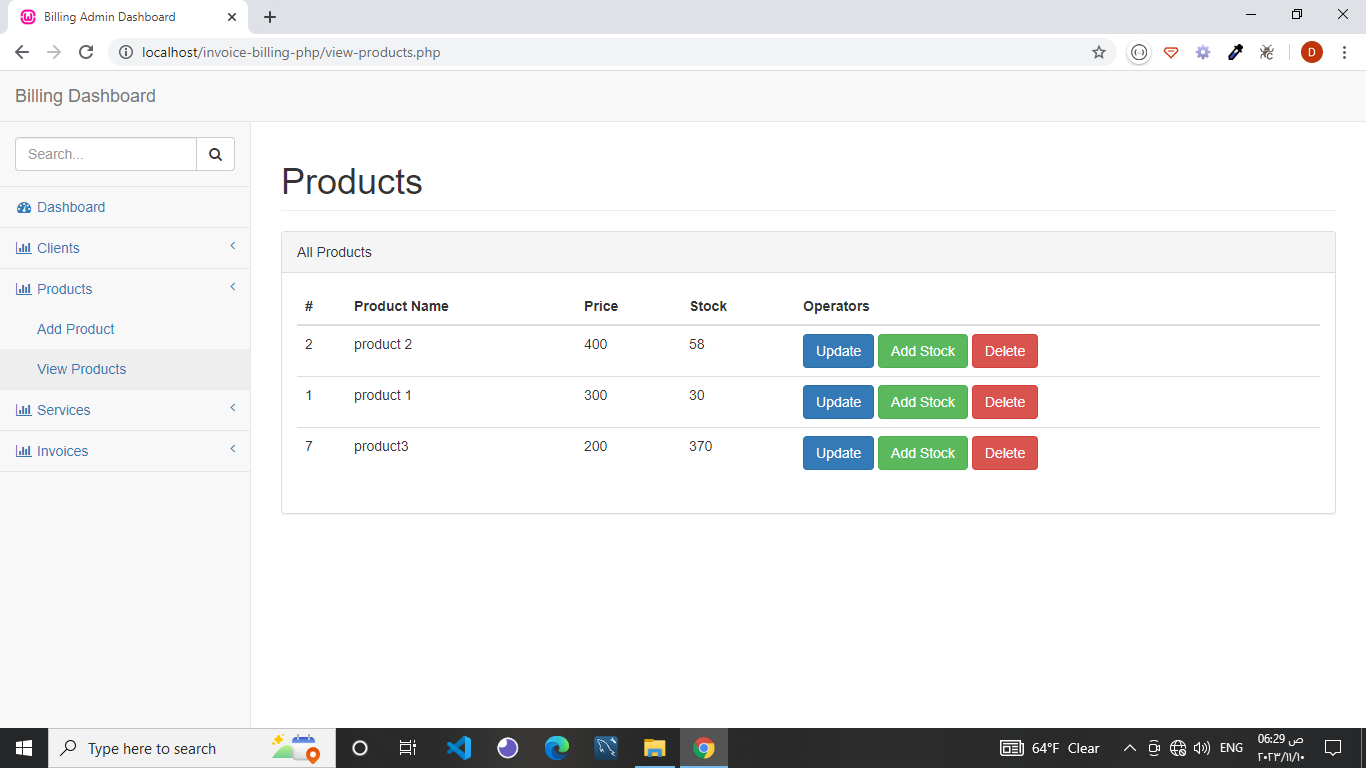 Billing Admin Dashboard
localhost/invoice-billing-php/view-products.php
D
Billing Dashboard
Search...
Dashboard
Clients
Products
Add Product
View Products
Services
Invoices
Products
All Products
# Product Name Price Stock Operators
2 product 2 400 58 Update Add Stock Delete
1 product 1 300 30 Update Add Stock Delete
7 product3 200 370 Update Add Stock Delete
Type here to search
64°F Clear
ENG
06:29 ص
٢٠٢٣/١١/١٠